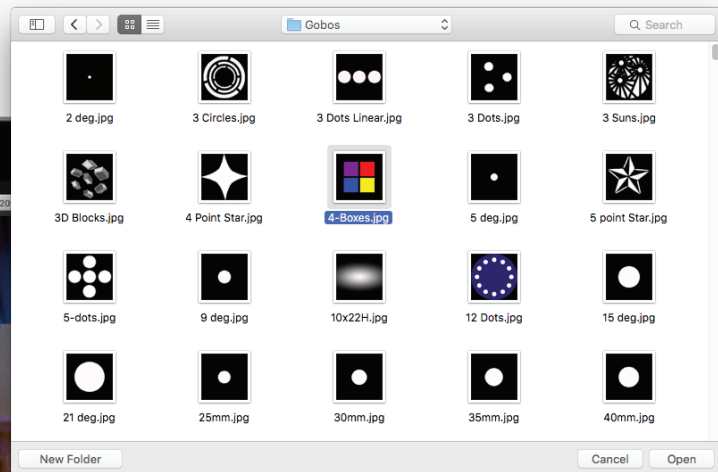 Gobos
Search
2 deg.jpg
3 Circles.jpg
3 Dots Linear.jpg
3 Dots.jpg
3 Suns.jpg
3D Blocks.jpg
4 Point Star.jpg
4-Boxes.jpg
5 deg.jpg
5 point Star.jpg
5-dots.jpg
9 deg.jpg
10x22H.jpg
12 Dots.jpg
15 deg.jpg
21 deg.jpg
25mm.jpg
30mm.jpg
35mm.jpg
40mm.jpg
New Folder
Cancel
Open